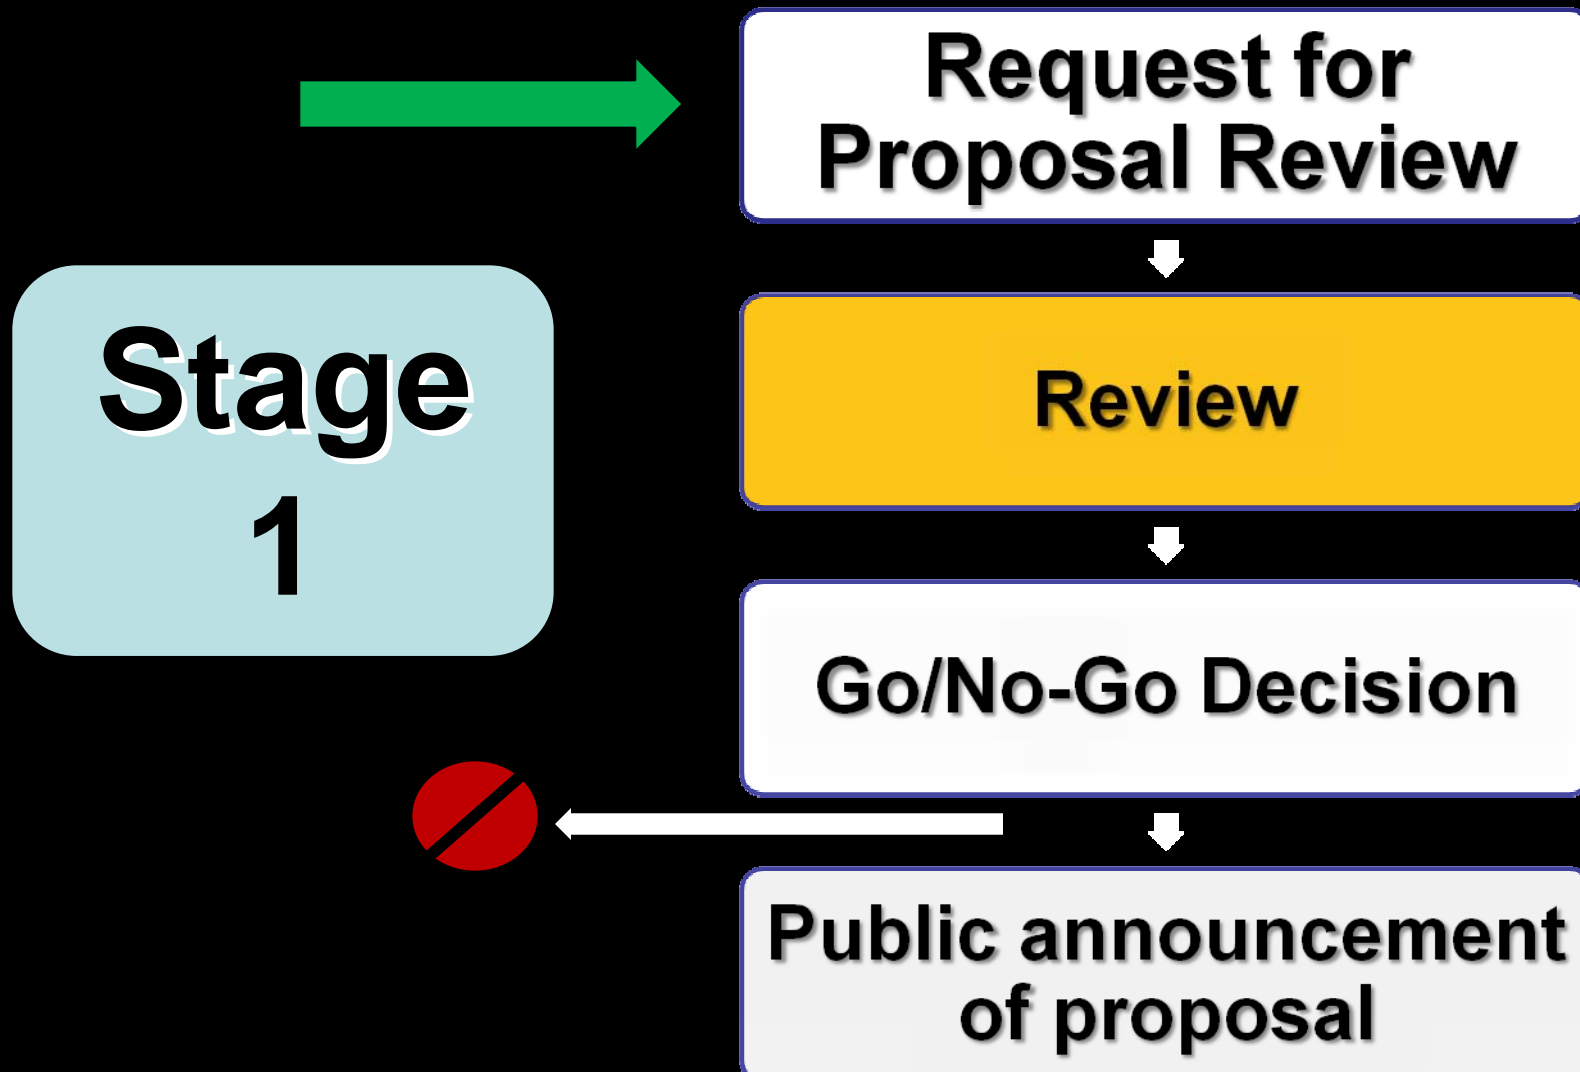 Request for
Proposal Review
Stage
1
Review
Go/No-Go Decision
Public announcement
of proposal